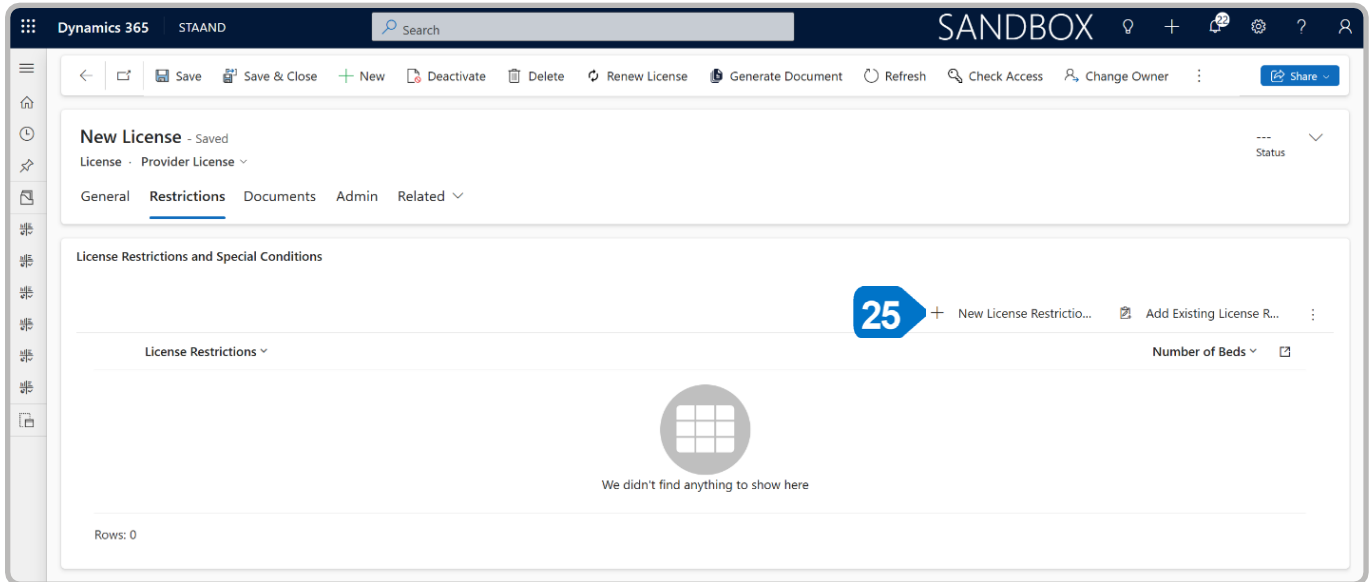 Dynamics 365 STAAND Search SANDBOX 22
Save Save & Close New Deactivate Delete Renew License Generate Document Refresh Check Access Change Owner Share
New License - Saved
---
Status
License · Provider License
General Restrictions Documents Admin Related
License Restrictions and Special Conditions
25 New License Restrictio... Add Existing License R...
License Restrictions Number of Beds
We didn't find anything to show here
Rows: 0